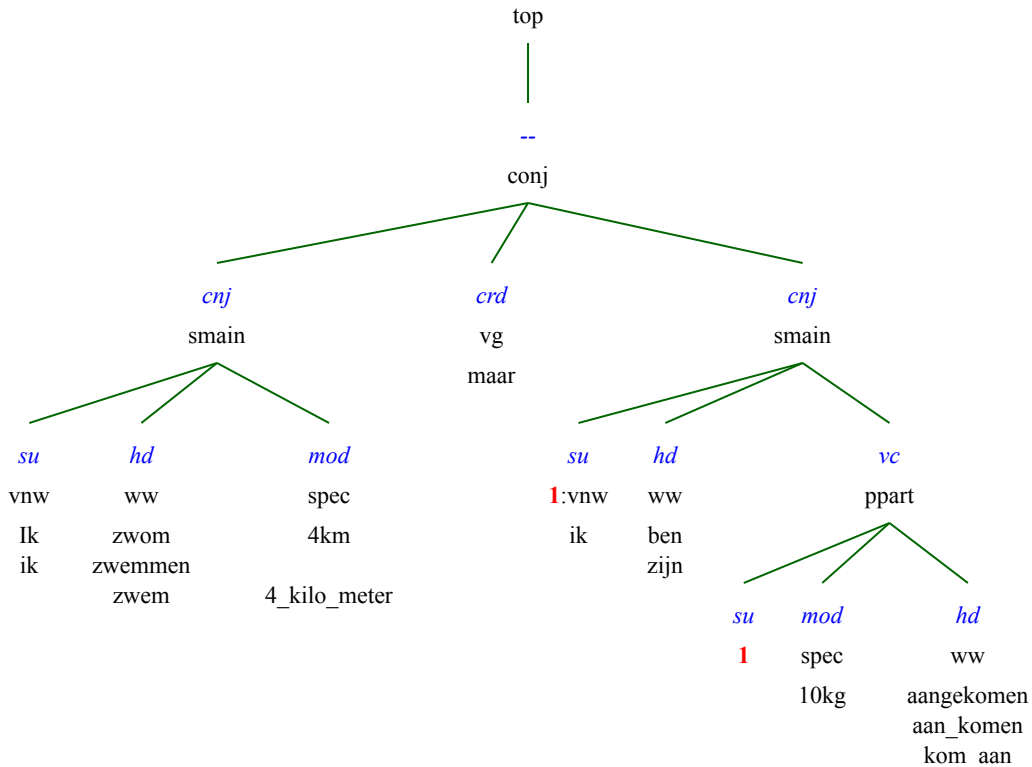 top
--
conj
cnj crd cnj
smain vg smain
maar
su hd mod su hd vc
vnw ww spec 1:vnw ww ppart
Ik zwom 4km ik ben
ik zwemmen zijn
zwem 4_kilo_meter
su mod hd
1 spec ww
10kg aangekomen
aan_komen
kom_aan